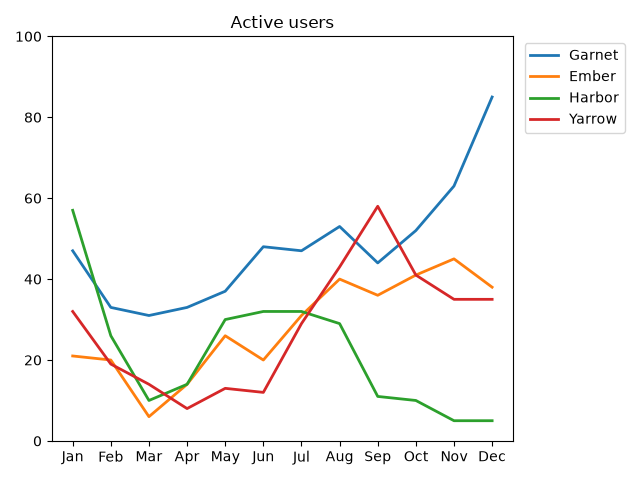 Active users
100
80
60
40
20
0
Jan Feb Mar Apr May Jun Jul Aug Sep Oct Nov Dec
Garnet
Ember
Harbor
Yarrow